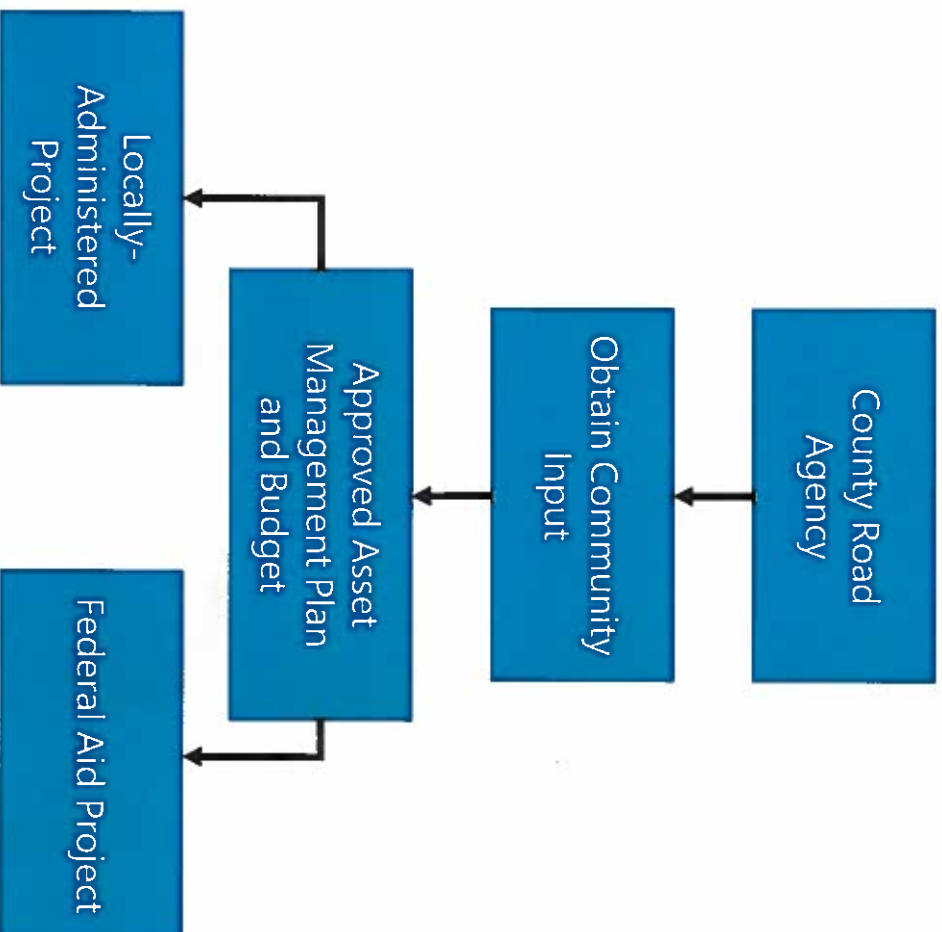 County Road
Agency
Obtain Community
Input
Approved Asset
Management Plan
and Budget
Locally-
Administered
Project
Federal Aid Project